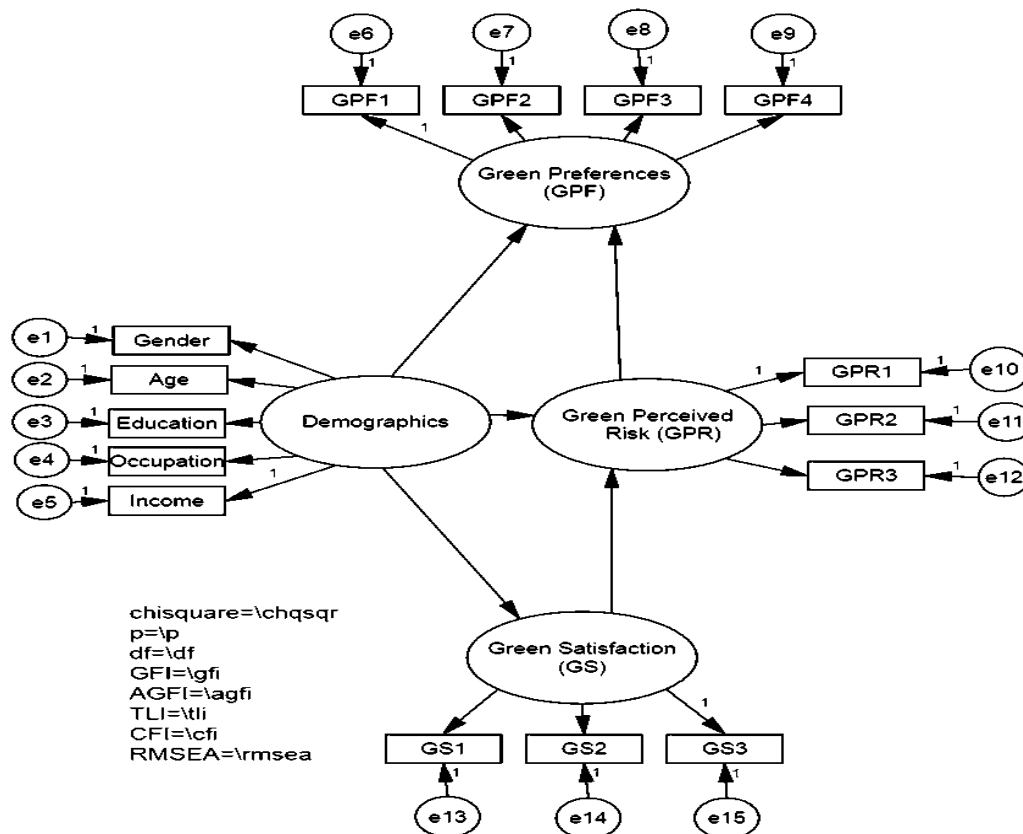 e6
e7
e8
e9
1
1
1
1
GPF1
GPF2
GPF3
GPF4
1
Green Preferences
(GPF)
e1
1
Gender
e2
1
Age
e3
1
Education
e4
1
Occupation
e5
1
Income
1
Demographics
Green Perceived
Risk (GPR)
1
GPR1
1
e10
GPR2
1
e11
GPR3
1
e12
chisquare=\chqsqr
p=\p
df=\df
GFI=\gfi
AGFI=\agfi
TLI=\tli
CFI=\cfi
RMSEA=\rmsea
Green Satisfaction
(GS)
1
GS1
GS2
GS3
1
1
1
e13
e14
e15